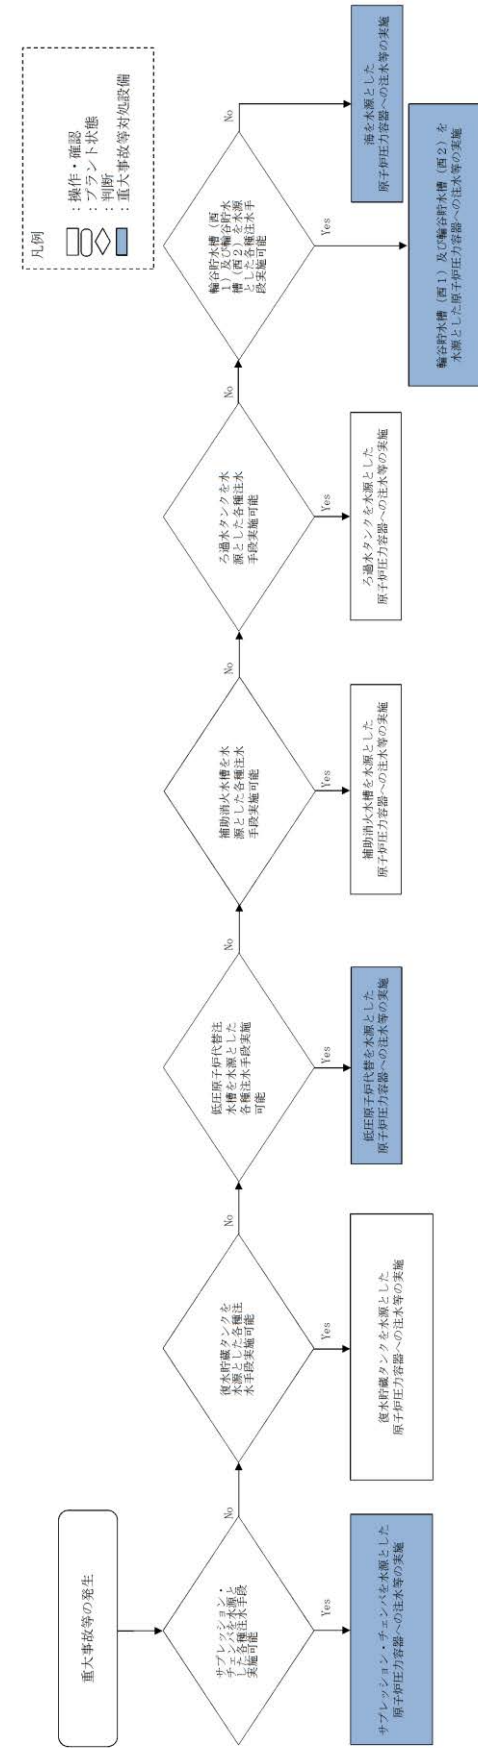 凡例
：操作・確認
：プラント状態
：判断
：重大事故等対処設備
重大事故等の発生
サプレッション・
チェンバを水源と
した各種注水手段
実施可能
No
Yes
サプレッション・チェンバを水源とした
原子炉圧力容器への注水等の実施
復水貯蔵タンクを
水源とした各種注
水手段実施可能
No
Yes
復水貯蔵タンクを水源とした
原子炉圧力容器への注水等の実施
低圧原子炉代替注
水槽を水源とした
各種注水手段実施
可能
No
Yes
低圧原子炉代替を水源とした
原子炉圧力容器への注水等の実施
補助消火水槽を水
源とした各種注水
手段実施可能
No
Yes
補助消火水槽を水源とした
原子炉圧力容器への注水等の実施
ろ過水タンクを水
源とした各種注水
手段実施可能
No
Yes
ろ過水タンクを水源とした
原子炉圧力容器への注水等の実施
輪谷貯水槽（西
１）及び輪谷貯水
槽（西２）を水源
とした各種注水手
段実施可能
No
Yes
海を水源とした
原子炉圧力容器への注水等の実施
輪谷貯水槽（西１）及び輪谷貯水槽（西２）を
水源とした原子炉圧力容器への注水等の実施